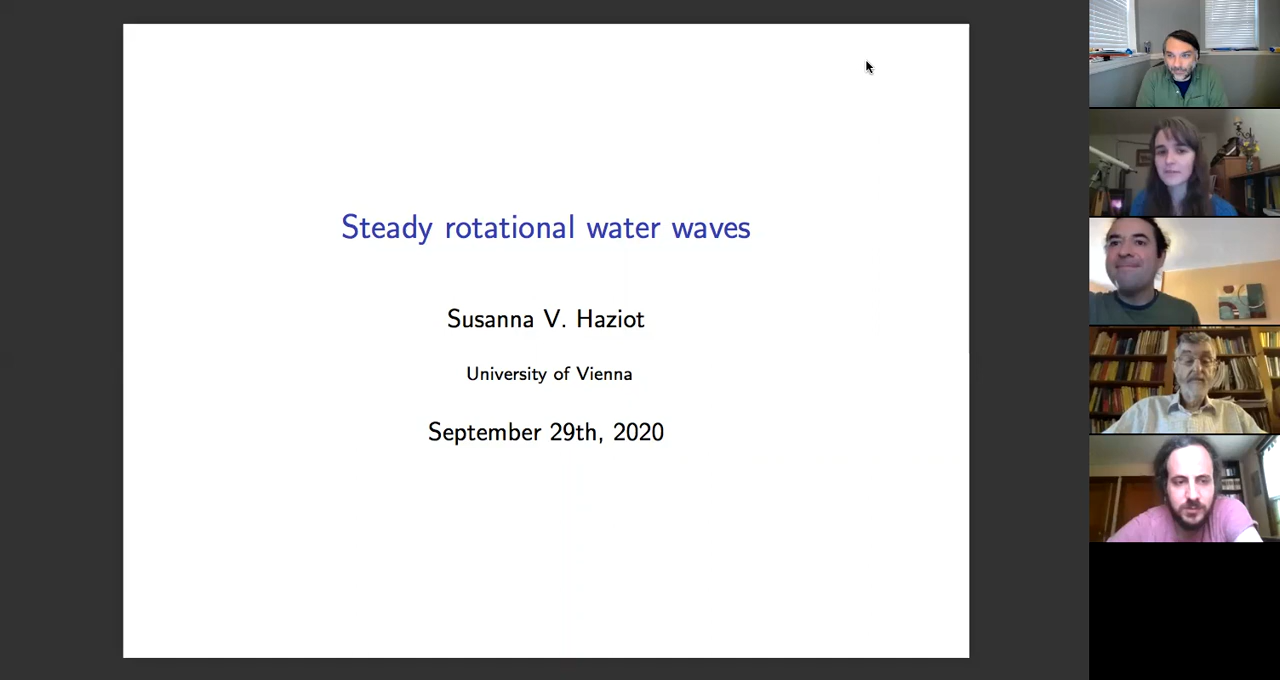 Steady rotational water waves
Susanna V. Haziot
University of Vienna
September 29th, 2020